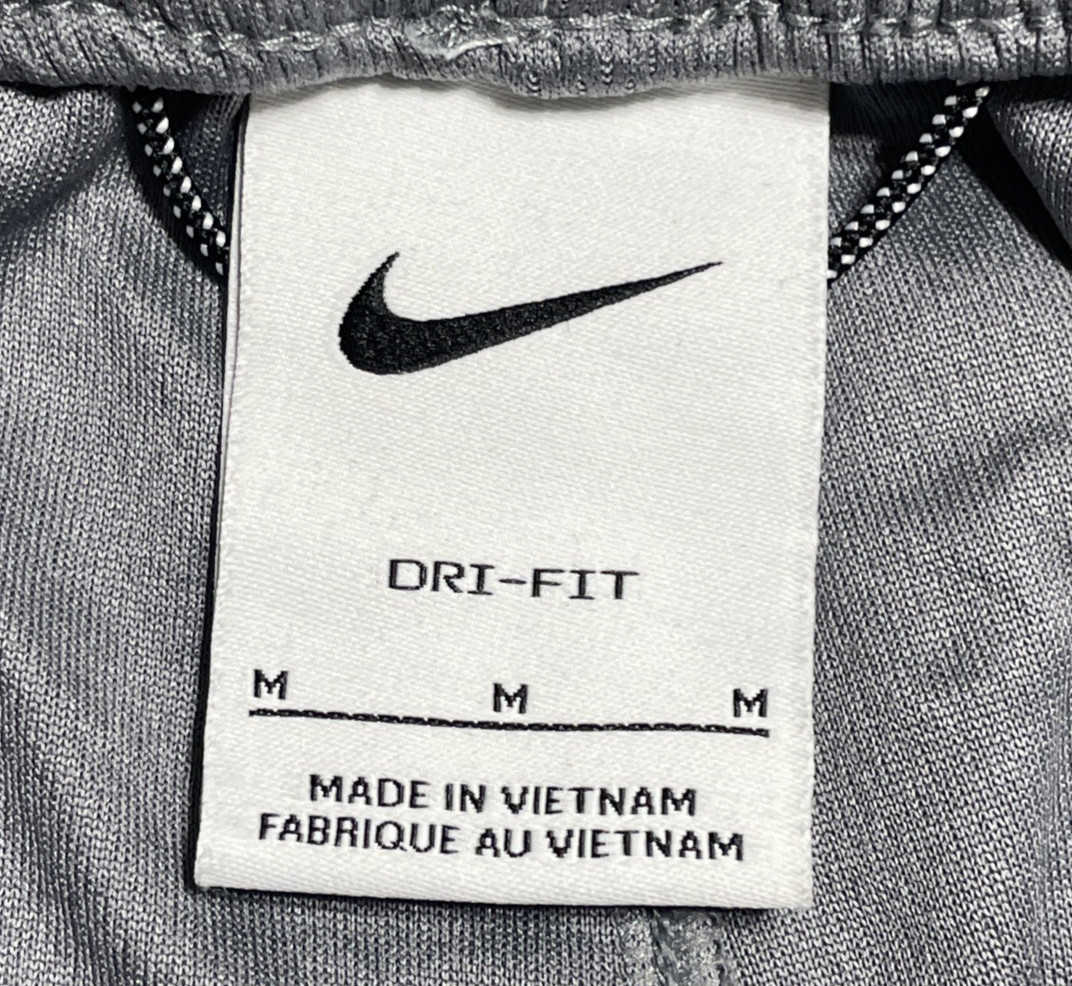 DRI-FIT
M M M
MADE IN VIETNAM
FABRIQUE AU VIETNAM